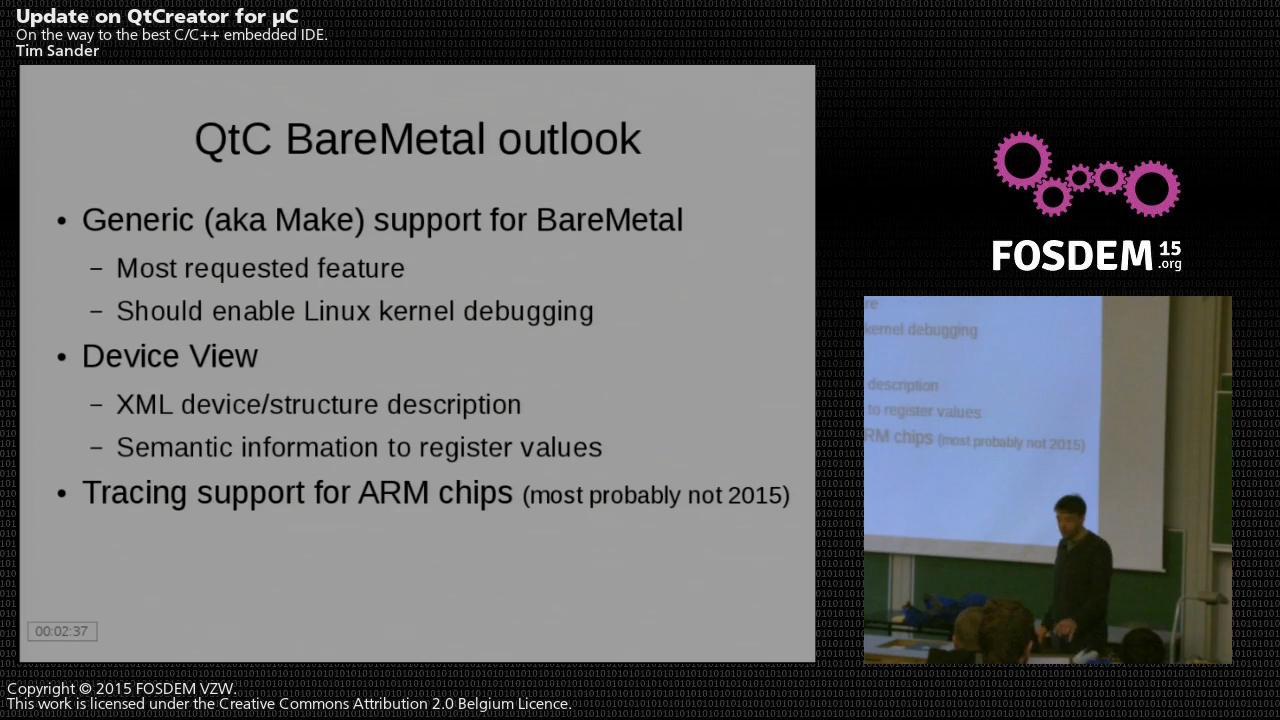 Update on QtCreator for µC
On the way to the best C/C++ embedded IDE.
Tim Sander
QtC BareMetal outlook
• Generic (aka Make) support for BareMetal
– Most requested feature
– Should enable Linux kernel debugging
• Device View
– XML device/structure description
– Semantic information to register values
• Tracing support for ARM chips (most probably not 2015)
00:02:37
FOSDEM 15
.org
re
kernel debugging
description
to register values
RM chips (most probably not 2015)
Copyright © 2015 FOSDEM VZW.
This work is licensed under the Creative Commons Attribution 2.0 Belgium Licence.